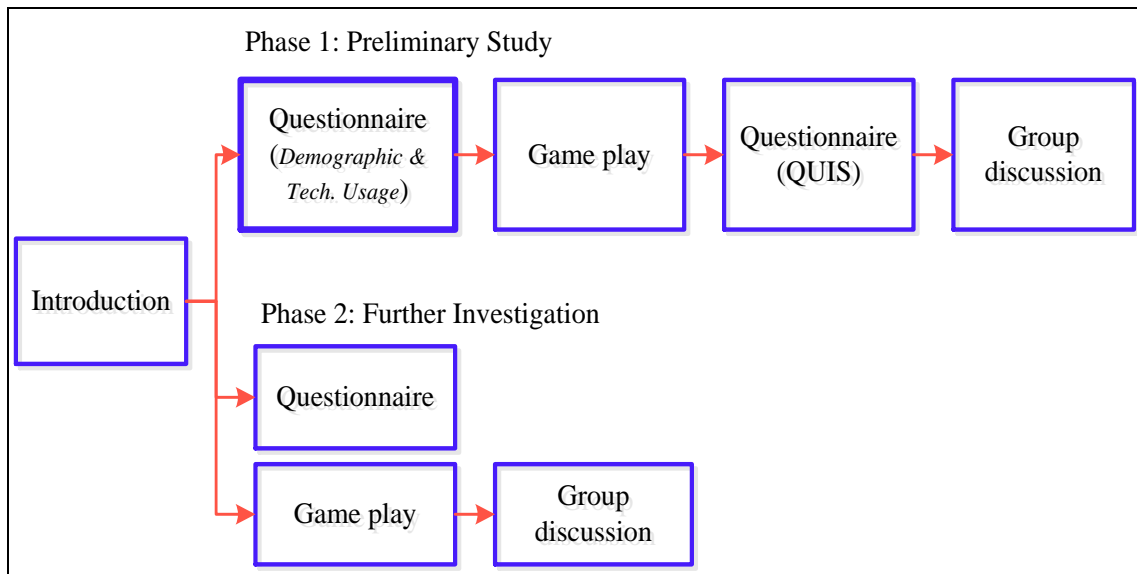 Phase 1: Preliminary Study
Questionnaire
(Demographic &
Tech. Usage)
Game play
Questionnaire
(QUIS)
Group
discussion
Introduction
Phase 2: Further Investigation
Questionnaire
Game play
Group
discussion